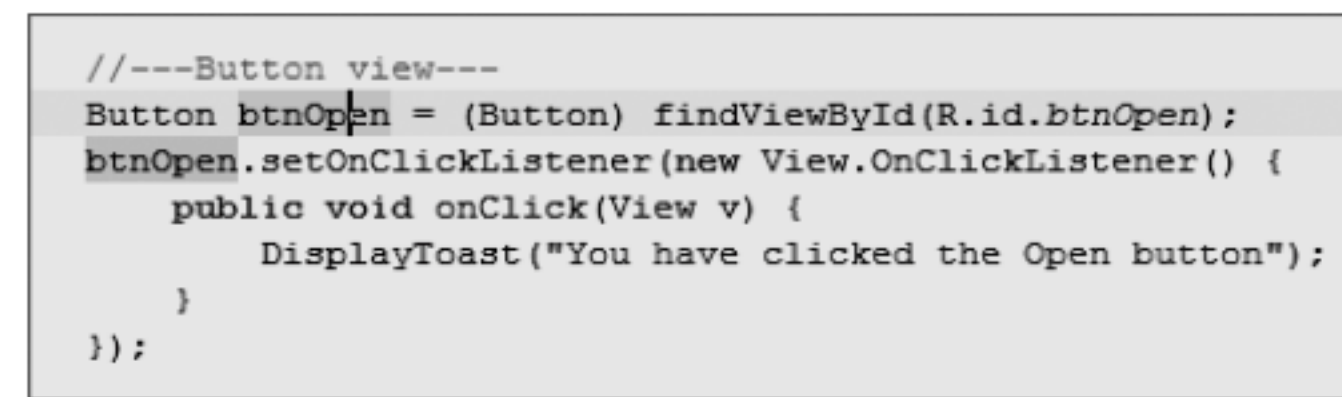 //---Button view---
Button btnOpen = (Button) findViewById(R.id.btnOpen);
btnOpen.setOnClickListener(new View.OnClickListener() {
    public void onClick(View v) {
        DisplayToast("You have clicked the Open button");
    }
});